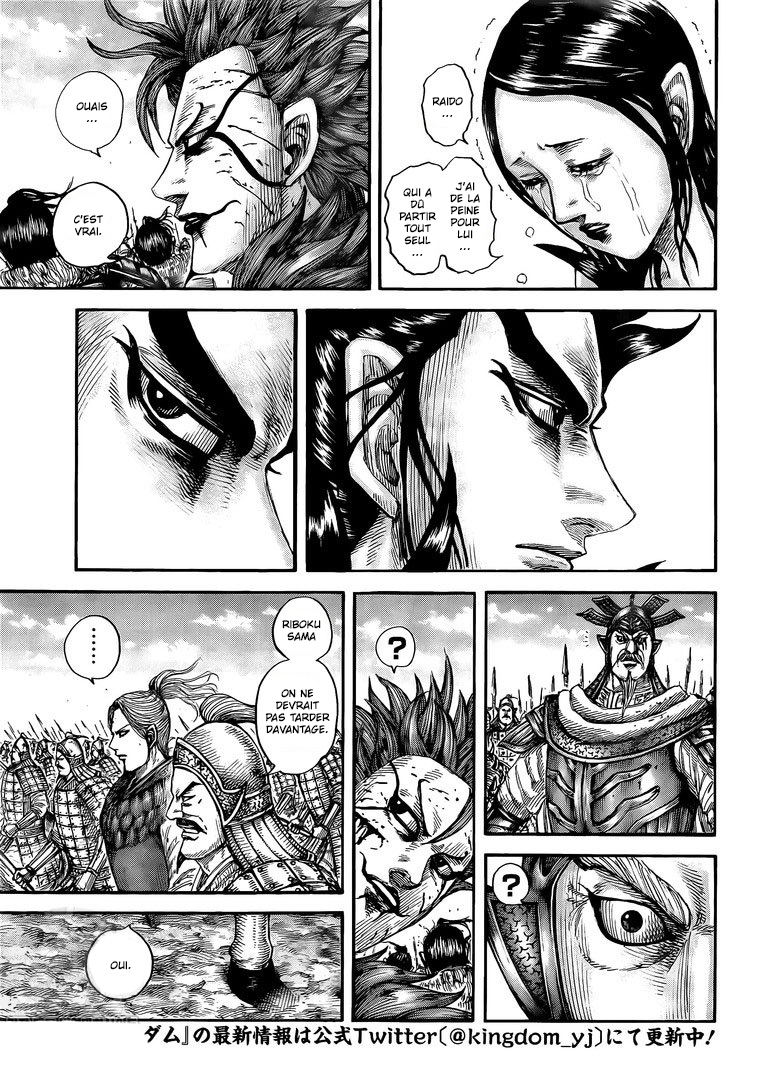 RAIDO
...
J'AI
DE LA
PEINE
POUR
LUI
...
QUI A
DÛ
PARTIR
TOUT
SEUL
...
OUAIS
...
C'EST
VRAI.
?
?
RIBOKU
SAMA
ON NE
DEVRAIT
PAS TARDER
DAVANTAGE.
......
OUI.
ダム』の最新情報は公式Twitter(@kingdom_yj)にて更新中!